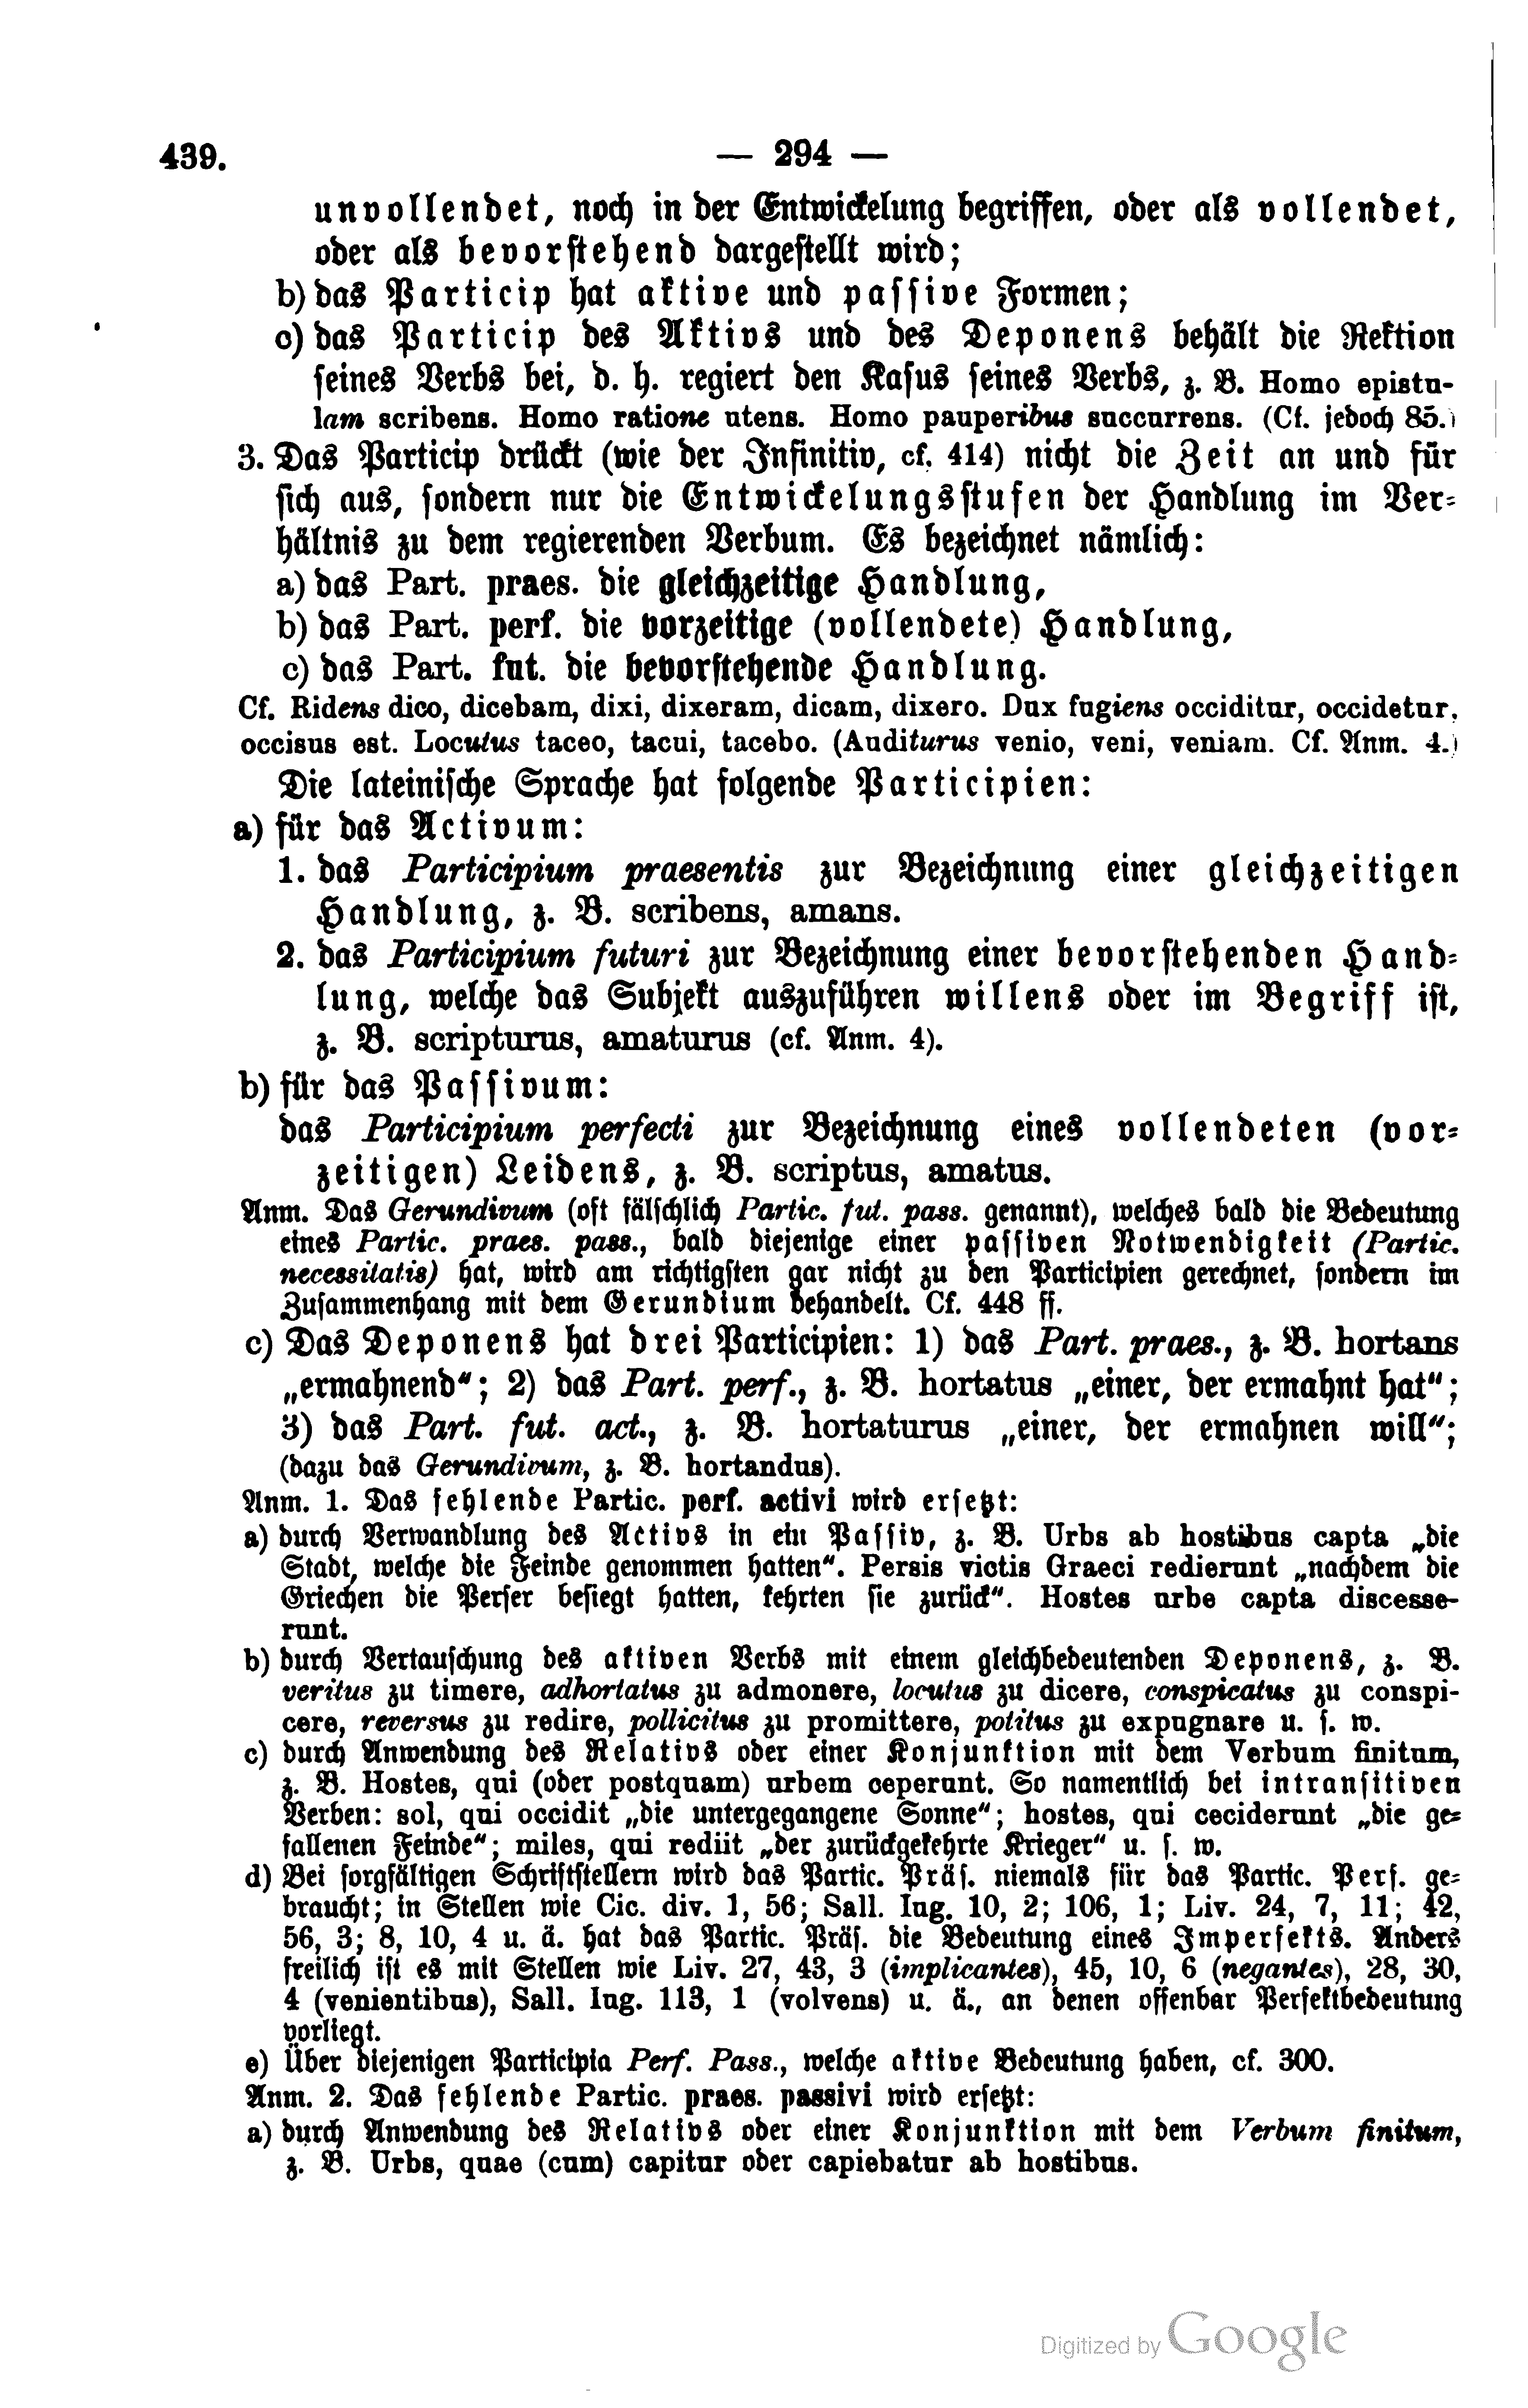 439.
— 294 —
unvollendet, noch in der Entwickelung begriffen, oder als vollendet,
oder als bevorstehend dargestellt wird;
b) das Particip hat aktive und passive Formen;
c) das Particip des Aktivs und des Deponens behält die Rektion
seines Verbs bei, d. h. regiert den Kasus seines Verbs, z. B. Homo epistu-
lam scribens. Homo ratione utens. Homo pauperibus succurrens. (Cf. jedoch 85.)
3. Das Particip drückt (wie der Infinitiv, cf. 414) nicht die Zeit an und für
sich aus, sondern nur die Entwickelungsstufen der Handlung im Ver-
hältnis zu dem regierenden Verbum. Es bezeichnet nämlich:
a) das Part. praes. die gleichzeitige Handlung,
b) das Part. perf. die vorzeitige (vollendete) Handlung,
c) das Part. fut. die bevorstehende Handlung.
Cf. Ridens dico, dicebam, dixi, dixeram, dicam, dixero. Dux fugiens occiditur, occidetur,
occisus est. Locutus taceo, tacui, tacebo. (Auditurus venio, veni, veniam. Cf. Anm. 4.)
Die lateinische Sprache hat folgende Participien:
a) für das Activum:
1. das Participium praesentis zur Bezeichnung einer gleichzeitigen
Handlung, z. B. scribens, amans.
2. das Participium futuri zur Bezeichnung einer bevorstehenden Hand-
lung, welche das Subjekt auszuführen willens oder im Begriff ist,
z. B. scripturus, amaturus (cf. Anm. 4).
b) für das Passivum:
das Participium perfecti zur Bezeichnung eines vollendeten (vor-
zeitigen) Leidens, z. B. scriptus, amatus.
Anm. Das Gerundivum (oft fälschlich Partic. fut. pass. genannt), welches bald die Bedeutung
eines Partic. praes. pass., bald diejenige einer passiven Notwendigkeit (Partic.
necessitatis) hat, wird am richtigsten gar nicht zu den Participien gerechnet, sondern im
Zusammenhang mit dem Gerundium behandelt. Cf. 448 ff.
c) Das Deponens hat drei Participien: 1) das Part. praes., z. B. hortans
„ermahnend“; 2) das Part. perf., z. B. hortatus „einer, der ermahnt hat“;
3) das Part. fut. act., z. B. hortaturus „einer, der ermahnen will“;
(dazu das Gerundivum, z. B. hortandus).
Anm. 1. Das fehlende Partic. perf. activi wird ersetzt:
a) durch Verwandlung des Activs in ein Passiv, z. B. Urbs ab hostibus capta „die
Stadt, welche die Feinde genommen hatten“. Persis victis Graeci redierunt „nachdem die
Griechen die Perser besiegt hatten, kehrten sie zurück“. Hostes urbe capta discesse-
runt.
b) durch Vertauschung des aktiven Verbs mit einem gleichbedeutenden Deponens, z. B.
veritus zu timere, adhortatus zu admonere, locutus zu dicere, conspicatus zu conspi-
cere, reversus zu redire, pollicitus zu promittere, potitus zu expugnare u. s. w.
c) durch Anwendung des Relativs oder einer Konjunktion mit dem Verbum finitum,
z. B. Hostes, qui (oder postquam) urbem ceperunt. So namentlich bei intransitiven
Verben: sol, qui occidit „die untergegangene Sonne“; hostes, qui ceciderunt „die ge-
fallenen Feinde“; miles, qui rediit „der zurückgekehrte Krieger“ u. s. w.
d) Bei sorgfältigen Schriftstellern wird das Partic. Präs. niemals für das Partic. Perf. ge-
braucht; in Stellen wie Cic. div. 1, 56; Sall. Iug. 10, 2; 106, 1; Liv. 24, 7, 11; 42,
56, 3; 8, 10, 4 u. ä. hat das Partic. Präs. die Bedeutung eines Imperfekts. Anders
freilich ist es mit Stellen wie Liv. 27, 43, 3 (implicantes), 45, 10, 6 (negantes), 28, 30,
4 (venientibus), Sall. Iug. 113, 1 (volvens) u. ä., an denen offenbar Perfektbedeutung
vorliegt.
e) Über diejenigen Participia Perf. Pass., welche aktive Bedeutung haben, cf. 300.
Anm. 2. Das fehlende Partic. praes. passivi wird ersetzt:
a) durch Anwendung des Relativs oder einer Konjunktion mit dem Verbum finitum,
z. B. Urbs, quae (cum) capitur oder capiebatur ab hostibus.
Digitized by Google